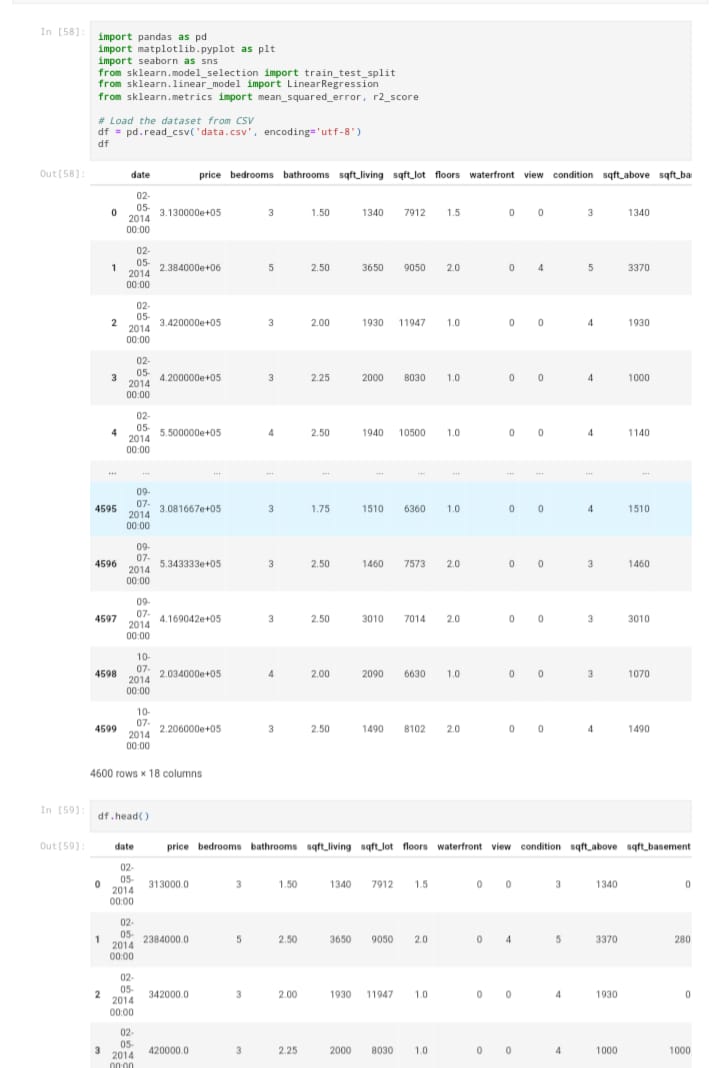 In [58]:
import pandas as pd
import matplotlib.pyplot as plt
import seaborn as sns
from sklearn.model_selection import train_test_split
from sklearn.linear_model import LinearRegression
from sklearn.metrics import mean_squared_error, r2_score
# Load the dataset from CSV
df = pd.read_csv('data.csv', encoding='utf-8')
df
Out[58]:
date price bedrooms bathrooms sqft_living sqft_lot floors waterfront view condition sqft_above sqft_ba
0 02-05-2014 00:00 3.130000e+05 3 1.50 1340 7912 1.5 0 0 3 1340
1 02-05-2014 00:00 2.384000e+06 5 2.50 3650 9050 2.0 0 4 5 3370
2 02-05-2014 00:00 3.420000e+05 3 2.00 1930 11947 1.0 0 0 4 1930
3 02-05-2014 00:00 4.200000e+05 3 2.25 2000 8030 1.0 0 0 4 1000
4 02-05-2014 00:00 5.500000e+05 4 2.50 1940 10500 1.0 0 0 4 1140
... ... ... ... ... ... ... ... ... ... ... ...
4595 09-07-2014 00:00 3.081667e+05 3 1.75 1510 6360 1.0 0 0 4 1510
4596 09-07-2014 00:00 5.343333e+05 3 2.50 1460 7573 2.0 0 0 3 1460
4597 09-07-2014 00:00 4.169042e+05 3 2.50 3010 7014 2.0 0 0 3 3010
4598 10-07-2014 00:00 2.034000e+05 4 2.00 2090 6630 1.0 0 0 3 1070
4599 10-07-2014 00:00 2.206000e+05 3 2.50 1490 8102 2.0 0 0 4 1490
4600 rows × 18 columns
In [59]:
df.head()
Out[59]:
date price bedrooms bathrooms sqft_living sqft_lot floors waterfront view condition sqft_above sqft_basement
0 02-05-2014 00:00 313000.0 3 1.50 1340 7912 1.5 0 0 3 1340 0
1 02-05-2014 00:00 2384000.0 5 2.50 3650 9050 2.0 0 4 5 3370 280
2 02-05-2014 00:00 342000.0 3 2.00 1930 11947 1.0 0 0 4 1930 0
3 02-05-2014 00:00 420000.0 3 2.25 2000 8030 1.0 0 0 4 1000 1000